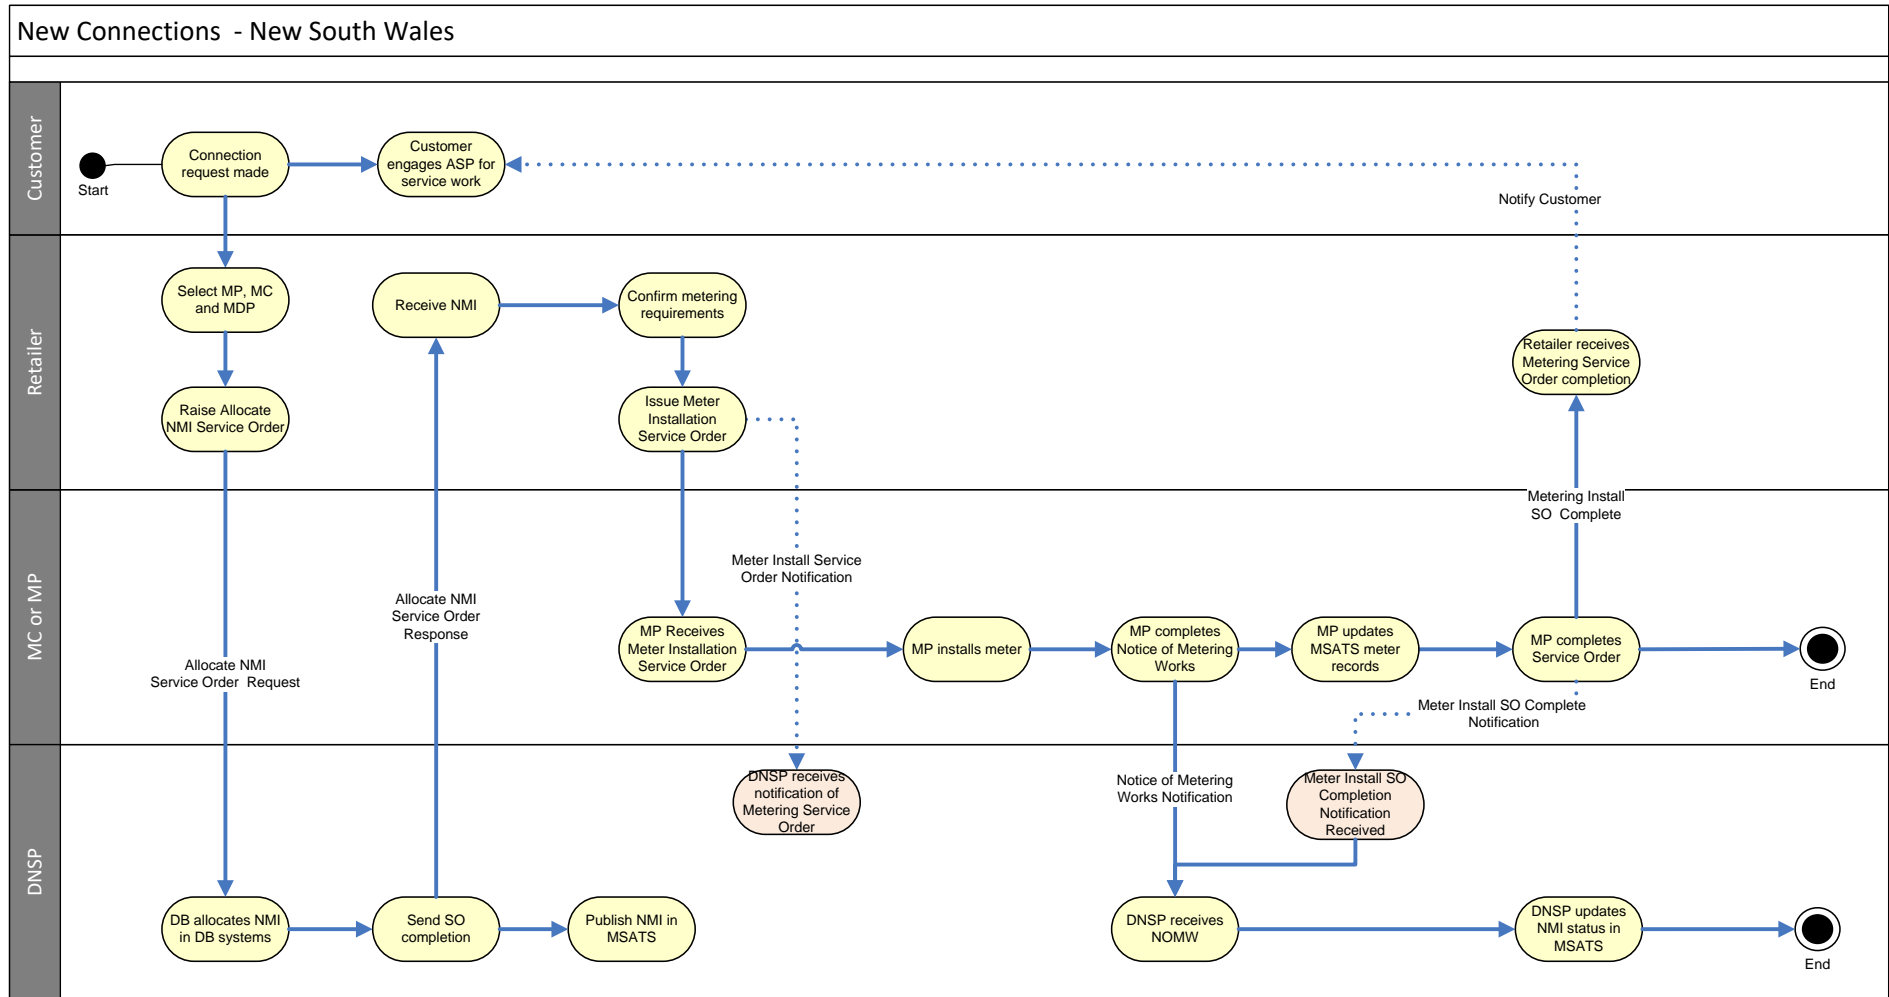 New Connections  - New South Wales
Customer
Start
Connection
request made
Customer
engages ASP for
service work
Notify Customer
Retailer
Select MP, MC
and MDP
Receive NMI
Confirm metering
requirements
Retailer receives
Metering Service
Order completion
Raise Allocate
NMI Service Order
Issue Meter
Installation
Service Order
MC or MP
Metering Install
SO  Complete
Meter Install Service
Order Notification
Allocate NMI
Service Order
Response
Allocate NMI
Service Order  Request
MP Receives
Meter Installation
Service Order
MP installs meter
MP completes
Notice of Metering
Works
MP updates
MSATS meter
records
MP completes
Service Order
End
Meter Install SO Complete
Notification
DNSP
DNSP receives
notification of
Metering Service
Order
Notice of Metering
Works Notification
Meter Install SO
Completion
Notification
Received
DB allocates NMI
in DB systems
Send SO
completion
Publish NMI in
MSATS
DNSP receives
NOMW
DNSP updates
NMI status in
MSATS
End